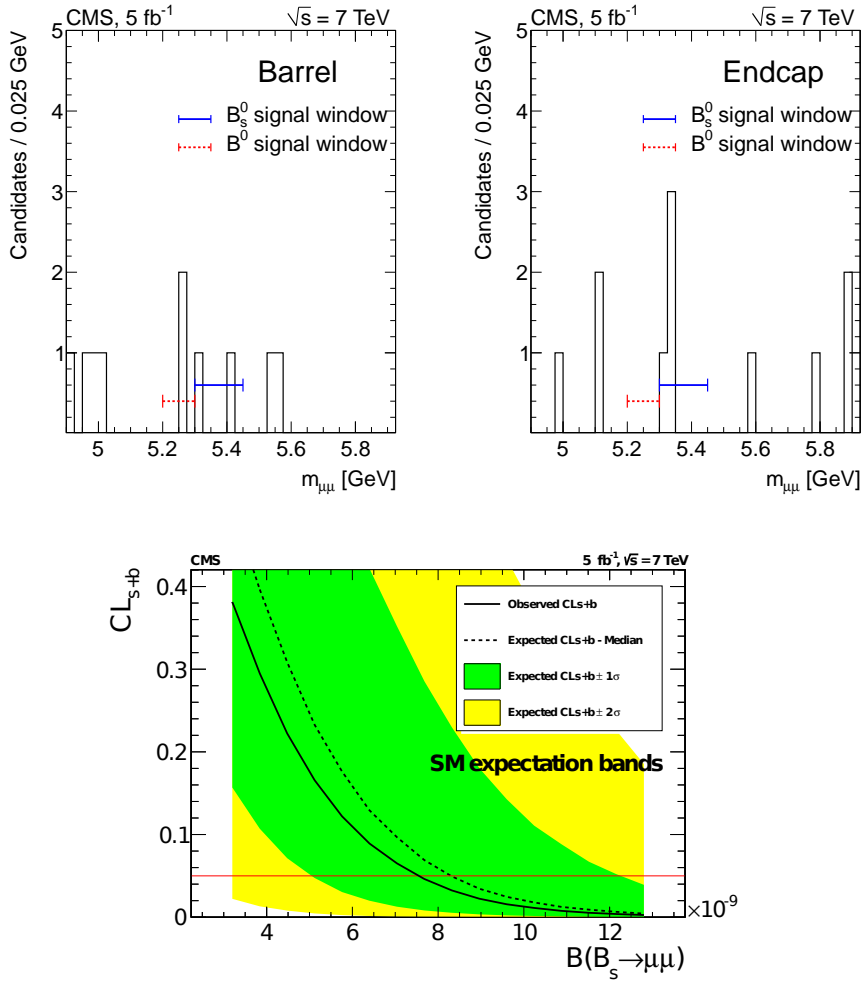 CMS, 5 fb⁻¹ √s = 7 TeV
Candidates / 0.025 GeV
Barrel
B⁰ₛ signal window
B⁰ signal window
5
4
3
2
1
0
5 5.2 5.4 5.6 5.8
m_μμ [GeV]
CMS, 5 fb⁻¹ √s = 7 TeV
Candidates / 0.025 GeV
Endcap
B⁰ₛ signal window
B⁰ signal window
5
4
3
2
1
0
5 5.2 5.4 5.6 5.8
m_μμ [GeV]
CMS 5 fb⁻¹, √s = 7 TeV
CL_s+b
0.4
0.3
0.2
0.1
0
Observed CLs+b
Expected CLs+b - Median
Expected CLs+b ± 1σ
Expected CLs+b ± 2σ
SM expectation bands
4 6 8 10 12
×10⁻⁹
B(Bₛ→μμ)